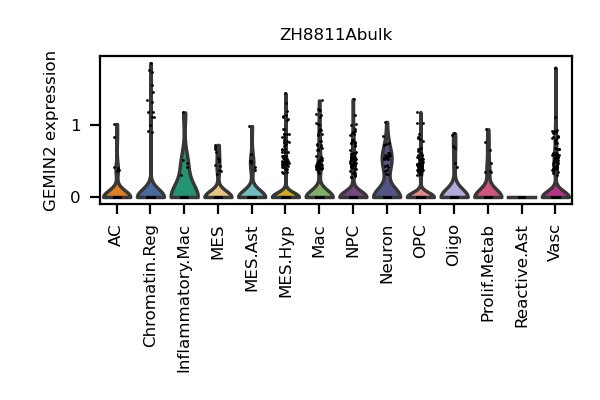 ZH8811Abulk
GEMIN2 expression
1
0
AC
Chromatin.Reg
Inflammatory.Mac
MES
MES.Ast
MES.Hyp
Mac
NPC
Neuron
OPC
Oligo
Prolif.Metab
Reactive.Ast
Vasc